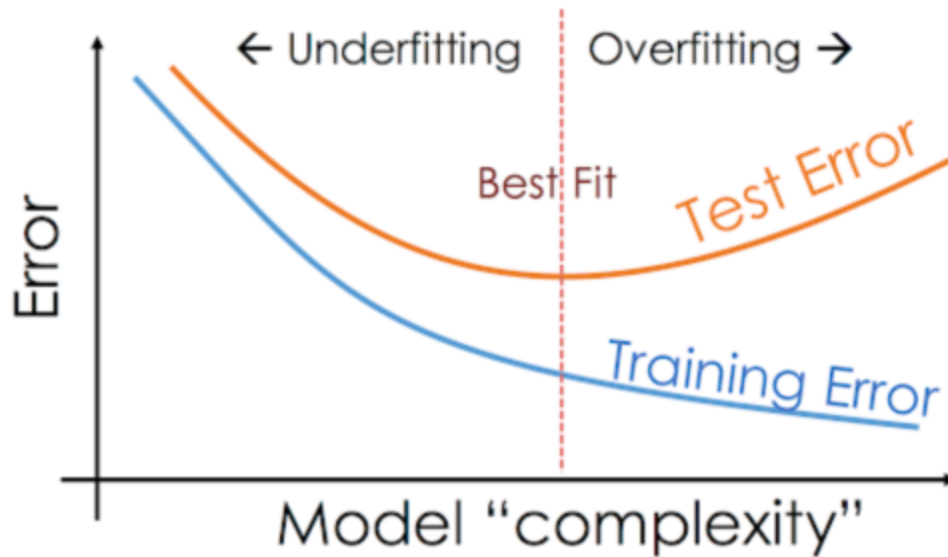 ← Underfitting
Overfitting →
Best Fit
Test Error
Error
Training Error
Model “complexity”